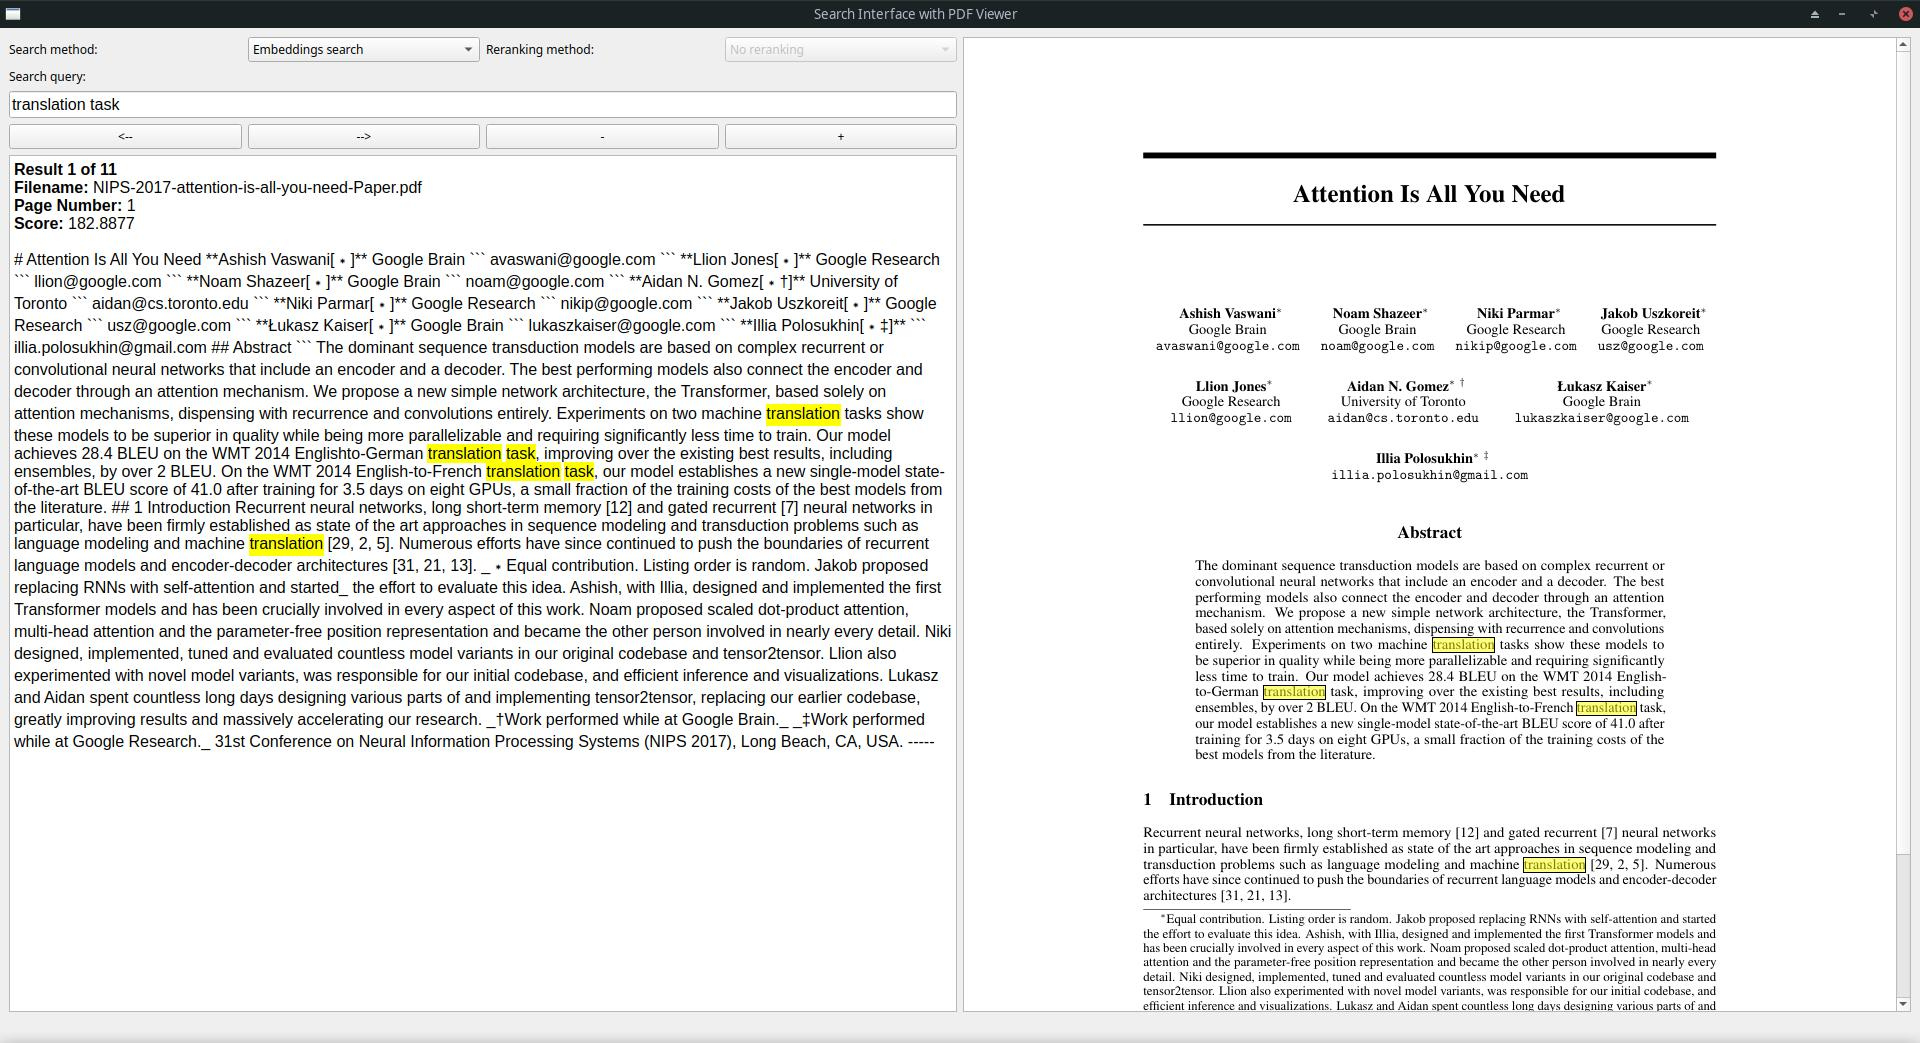 Search Interface with PDF Viewer
Search method:
Embeddings search
Reranking method:
No reranking
Search query:
translation task
<--
-->
-
+
Result 1 of 11
Filename: NIPS-2017-attention-is-all-you-need-Paper.pdf
Page Number: 1
Score: 182.8877
# Attention Is All You Need **Ashish Vaswani[ * ]** Google Brain ``` avaswani@google.com ``` **Llion Jones[ * ]** Google Research
``` llion@google.com ``` **Noam Shazeer[ * ]** Google Brain ``` noam@google.com ``` **Aidan N. Gomez[ * †]** University of
Toronto ``` aidan@cs.toronto.edu ``` **Niki Parmar[ * ]** Google Research ``` nikip@google.com ``` **Jakob Uszkoreit[ * ]** Google
Research ``` usz@google.com ``` **Łukasz Kaiser[ * ]** Google Brain ``` lukaszkaiser@google.com ``` **Illia Polosukhin[ * ‡]** ```
illia.polosukhin@gmail.com ## Abstract ``` The dominant sequence transduction models are based on complex recurrent or
convolutional neural networks that include an encoder and a decoder. The best performing models also connect the encoder and
decoder through an attention mechanism. We propose a new simple network architecture, the Transformer, based solely on
attention mechanisms, dispensing with recurrence and convolutions entirely. Experiments on two machine translation tasks show
these models to be superior in quality while being more parallelizable and requiring significantly less time to train. Our model
achieves 28.4 BLEU on the WMT 2014 Englishto-German translation task, improving over the existing best results, including
ensembles, by over 2 BLEU. On the WMT 2014 English-to-French translation task, our model establishes a new single-model state-
of-the-art BLEU score of 41.0 after training for 3.5 days on eight GPUs, a small fraction of the training costs of the best models from
the literature. ## 1 Introduction Recurrent neural networks, long short-term memory [12] and gated recurrent [7] neural networks in
particular, have been firmly established as state of the art approaches in sequence modeling and transduction problems such as
language modeling and machine translation [29, 2, 5]. Numerous efforts have since continued to push the boundaries of recurrent
language models and encoder-decoder architectures [31, 21, 13]. _ * Equal contribution. Listing order is random. Jakob proposed
replacing RNNs with self-attention and started_ the effort to evaluate this idea. Ashish, with Illia, designed and implemented the first
Transformer models and has been crucially involved in every aspect of this work. Noam proposed scaled dot-product attention,
multi-head attention and the parameter-free position representation and became the other person involved in nearly every detail. Niki
designed, implemented, tuned and evaluated countless model variants in our original codebase and tensor2tensor. Llion also
experimented with novel model variants, was responsible for our initial codebase, and efficient inference and visualizations. Lukasz
and Aidan spent countless long days designing various parts of and implementing tensor2tensor, replacing our earlier codebase,
greatly improving results and massively accelerating our research. _†Work performed while at Google Brain._ _‡Work performed
while at Google Research._ 31st Conference on Neural Information Processing Systems (NIPS 2017), Long Beach, CA, USA. -----
Attention Is All You Need
Ashish Vaswani* Noam Shazeer* Niki Parmar* Jakob Uszkoreit*
Google Brain Google Brain Google Research Google Research
avaswani@google.com noam@google.com nikip@google.com usz@google.com
Llion Jones* Aidan N. Gomez* † Łukasz Kaiser*
Google Research University of Toronto Google Brain
llion@google.com aidan@cs.toronto.edu lukaszkaiser@google.com
Illia Polosukhin* ‡
illia.polosukhin@gmail.com
Abstract
The dominant sequence transduction models are based on complex recurrent or
convolutional neural networks that include an encoder and a decoder. The best
performing models also connect the encoder and decoder through an attention
mechanism. We propose a new simple network architecture, the Transformer,
based solely on attention mechanisms, dispensing with recurrence and convolutions
entirely. Experiments on two machine translation tasks show these models to
be superior in quality while being more parallelizable and requiring significantly
less time to train. Our model achieves 28.4 BLEU on the WMT 2014 English-
to-German translation task, improving over the existing best results, including
ensembles, by over 2 BLEU. On the WMT 2014 English-to-French translation task,
our model establishes a new single-model state-of-the-art BLEU score of 41.0 after
training for 3.5 days on eight GPUs, a small fraction of the training costs of the
best models from the literature.
1 Introduction
Recurrent neural networks, long short-term memory [12] and gated recurrent [7] neural networks
in particular, have been firmly established as state of the art approaches in sequence modeling and
transduction problems such as language modeling and machine translation [29, 2, 5]. Numerous
efforts have since continued to push the boundaries of recurrent language models and encoder-decoder
architectures [31, 21, 13].
*Equal contribution. Listing order is random. Jakob proposed replacing RNNs with self-attention and started
the effort to evaluate this idea. Ashish, with Illia, designed and implemented the first Transformer models and
has been crucially involved in every aspect of this work. Noam proposed scaled dot-product attention, multi-head
attention and the parameter-free position representation and became the other person involved in nearly every
detail. Niki designed, implemented, tuned and evaluated countless model variants in our original codebase and
tensor2tensor. Llion also experimented with novel model variants, was responsible for our initial codebase, and
efficient inference and visualizations. Lukasz and Aidan spent countless long days designing various parts of and